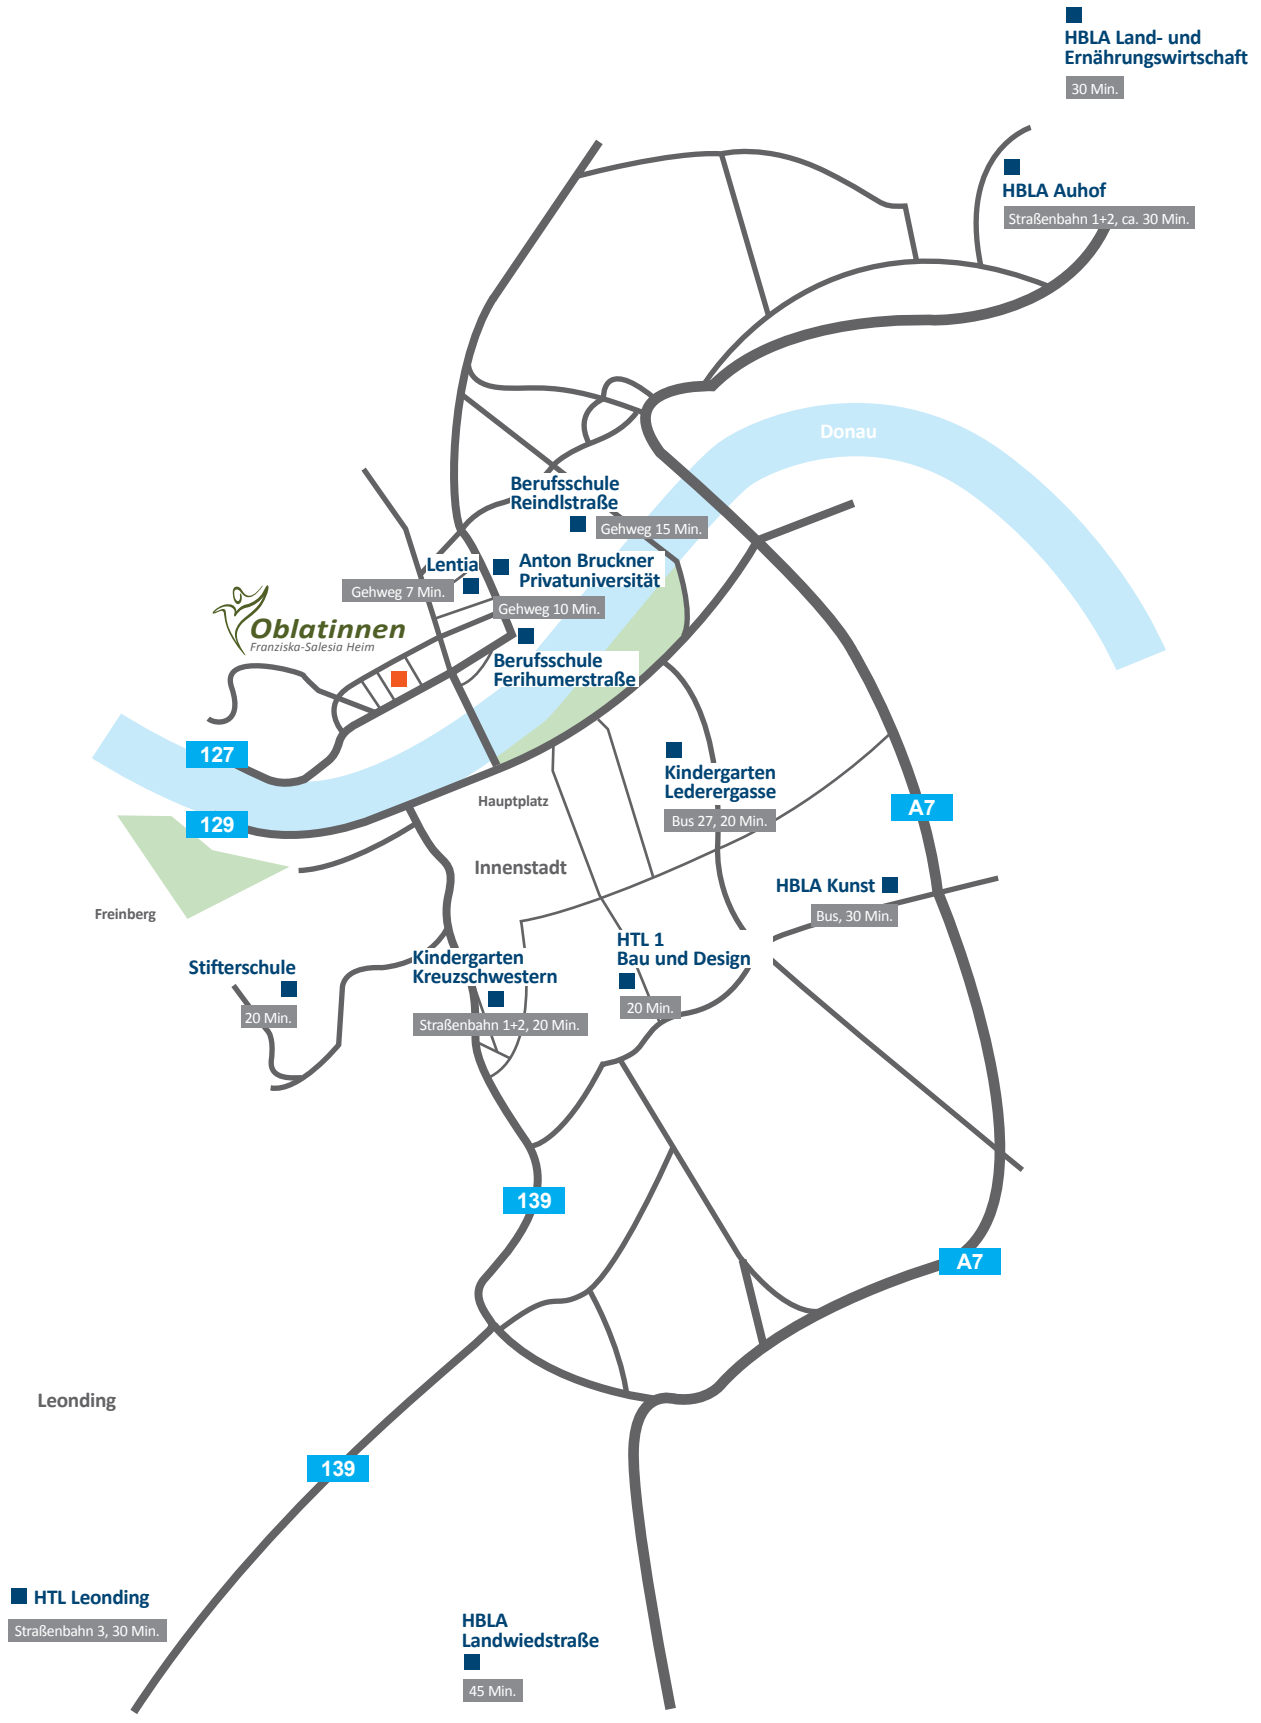 HBLA Land- und
Ernährungswirtschaft
30 Min.
HBLA Auhof
Straßenbahn 1+2, ca. 30 Min.
Donau
Berufsschule
Reindlstraße
Gehweg 15 Min.
Lentia
Gehweg 7 Min.
Anton Bruckner
Privatuniversität
Gehweg 10 Min.
Oblatinnen
Franziska-Salesia Heim
Berufsschule
Ferihumerstraße
127
129
Kindergarten
Lederergasse
Bus 27, 20 Min.
Hauptplatz
A7
Innenstadt
HBLA Kunst
Bus, 30 Min.
Freinberg
Stifterschule
20 Min.
Kindergarten
Kreuzschwestern
Straßenbahn 1+2, 20 Min.
HTL 1
Bau und Design
20 Min.
139
A7
Leonding
139
HTL Leonding
Straßenbahn 3, 30 Min.
HBLA
Landwiedstraße
45 Min.